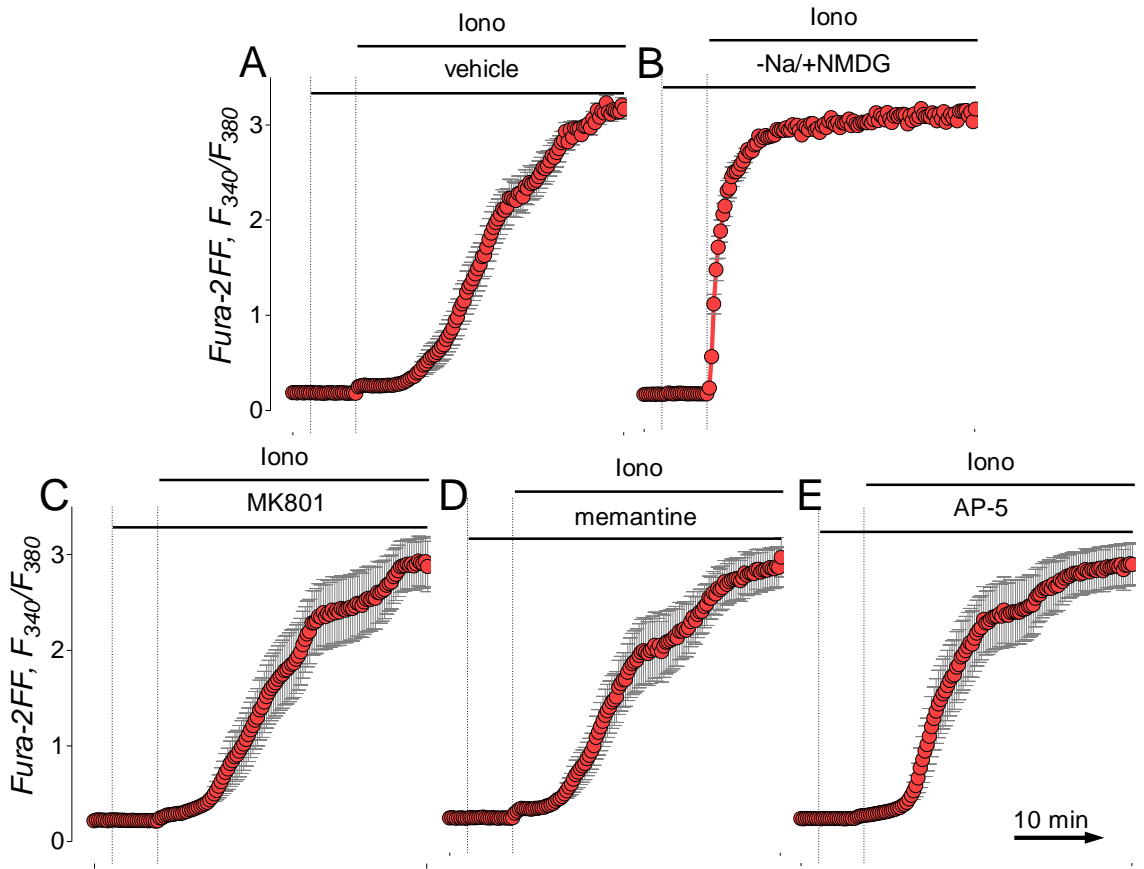 Iono
Iono
A
vehicle
B
-Na/+NMDG
Fura-2FF, F340/F380
3
2
1
0
Iono
Iono
Iono
C
MK801
D
memantine
E
AP-5
Fura-2FF, F340/F380
3
2
1
0
10 min